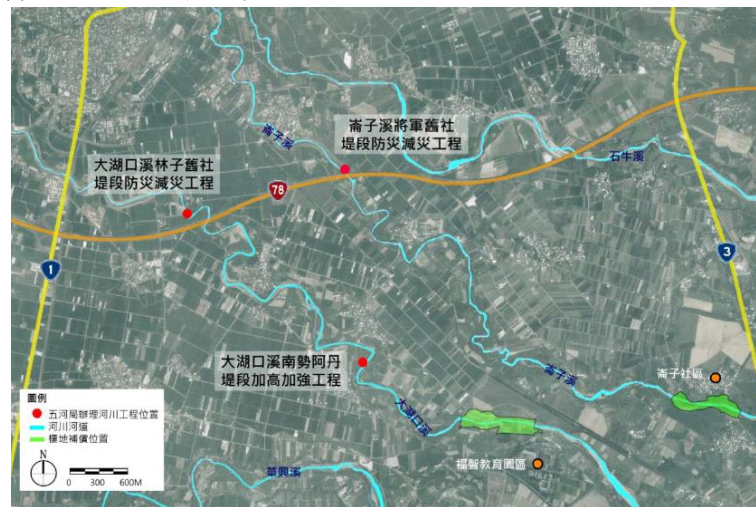 崙子溪將軍舊社
堤段防災減災工程
崙子溪
石牛溪
大湖口溪林子舊社
堤段防災減災工程
78
1
3
大湖口溪南勢阿丹
堤段加高加強工程
崙子溪
崙子社區
大湖口溪
福智教育園區
華興溪
圖例
五河局辦理河川工程位置
河川河道
棲地補償位置
N
0 300 600M